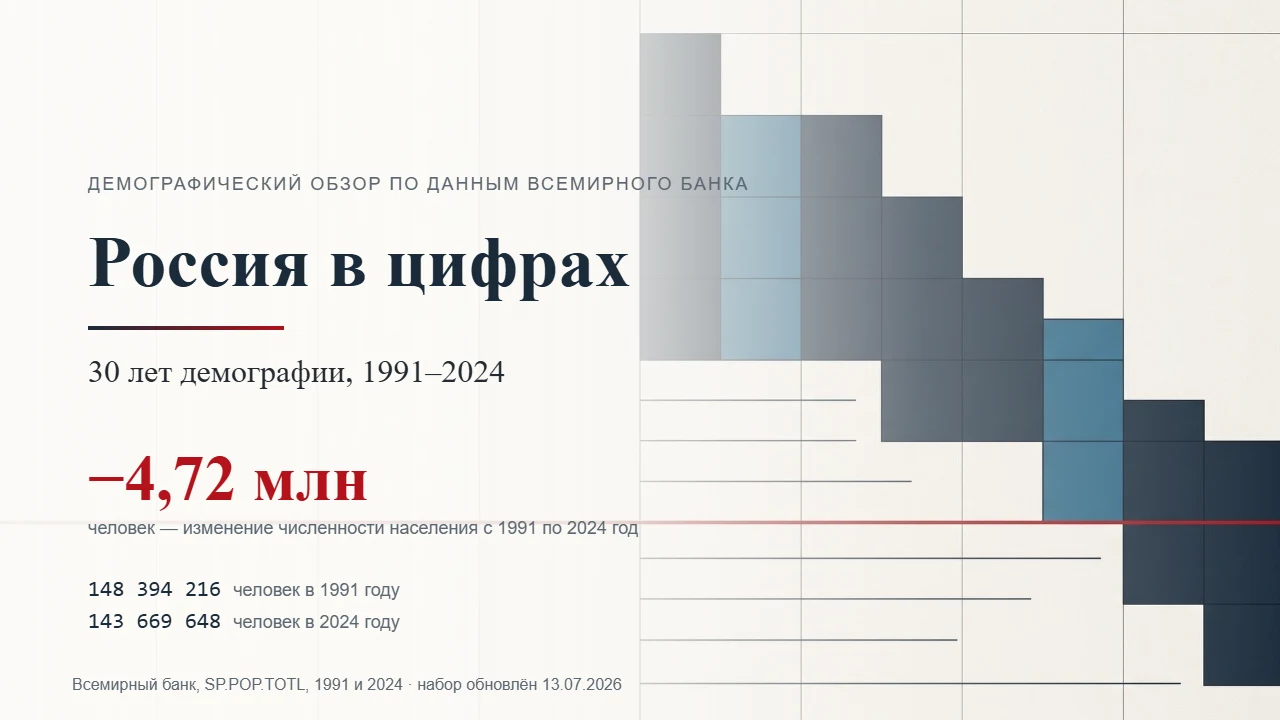 ДЕМОГРАФИЧЕСКИЙ ОБЗОР ПО ДАННЫМ ВСЕМИРНОГО БАНКА
Россия в цифрах
30 лет демографии, 1991–2024
−4,72 млн
человек — изменение численности населения с 1991 по 2024 год
148 394 216 человек в 1991 году
143 669 648 человек в 2024 году
Всемирный банк, SP.POP.TOTL, 1991 и 2024 · набор обновлён 13.07.2026